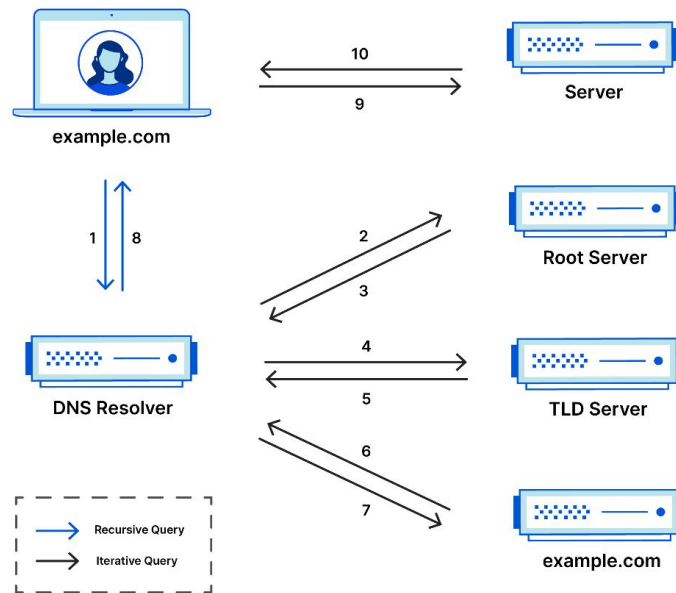 10
9
Server
example.com
1
8
2
3
Root Server
4
5
DNS Resolver
TLD Server
6
7
Recursive Query
Iterative Query
example.com